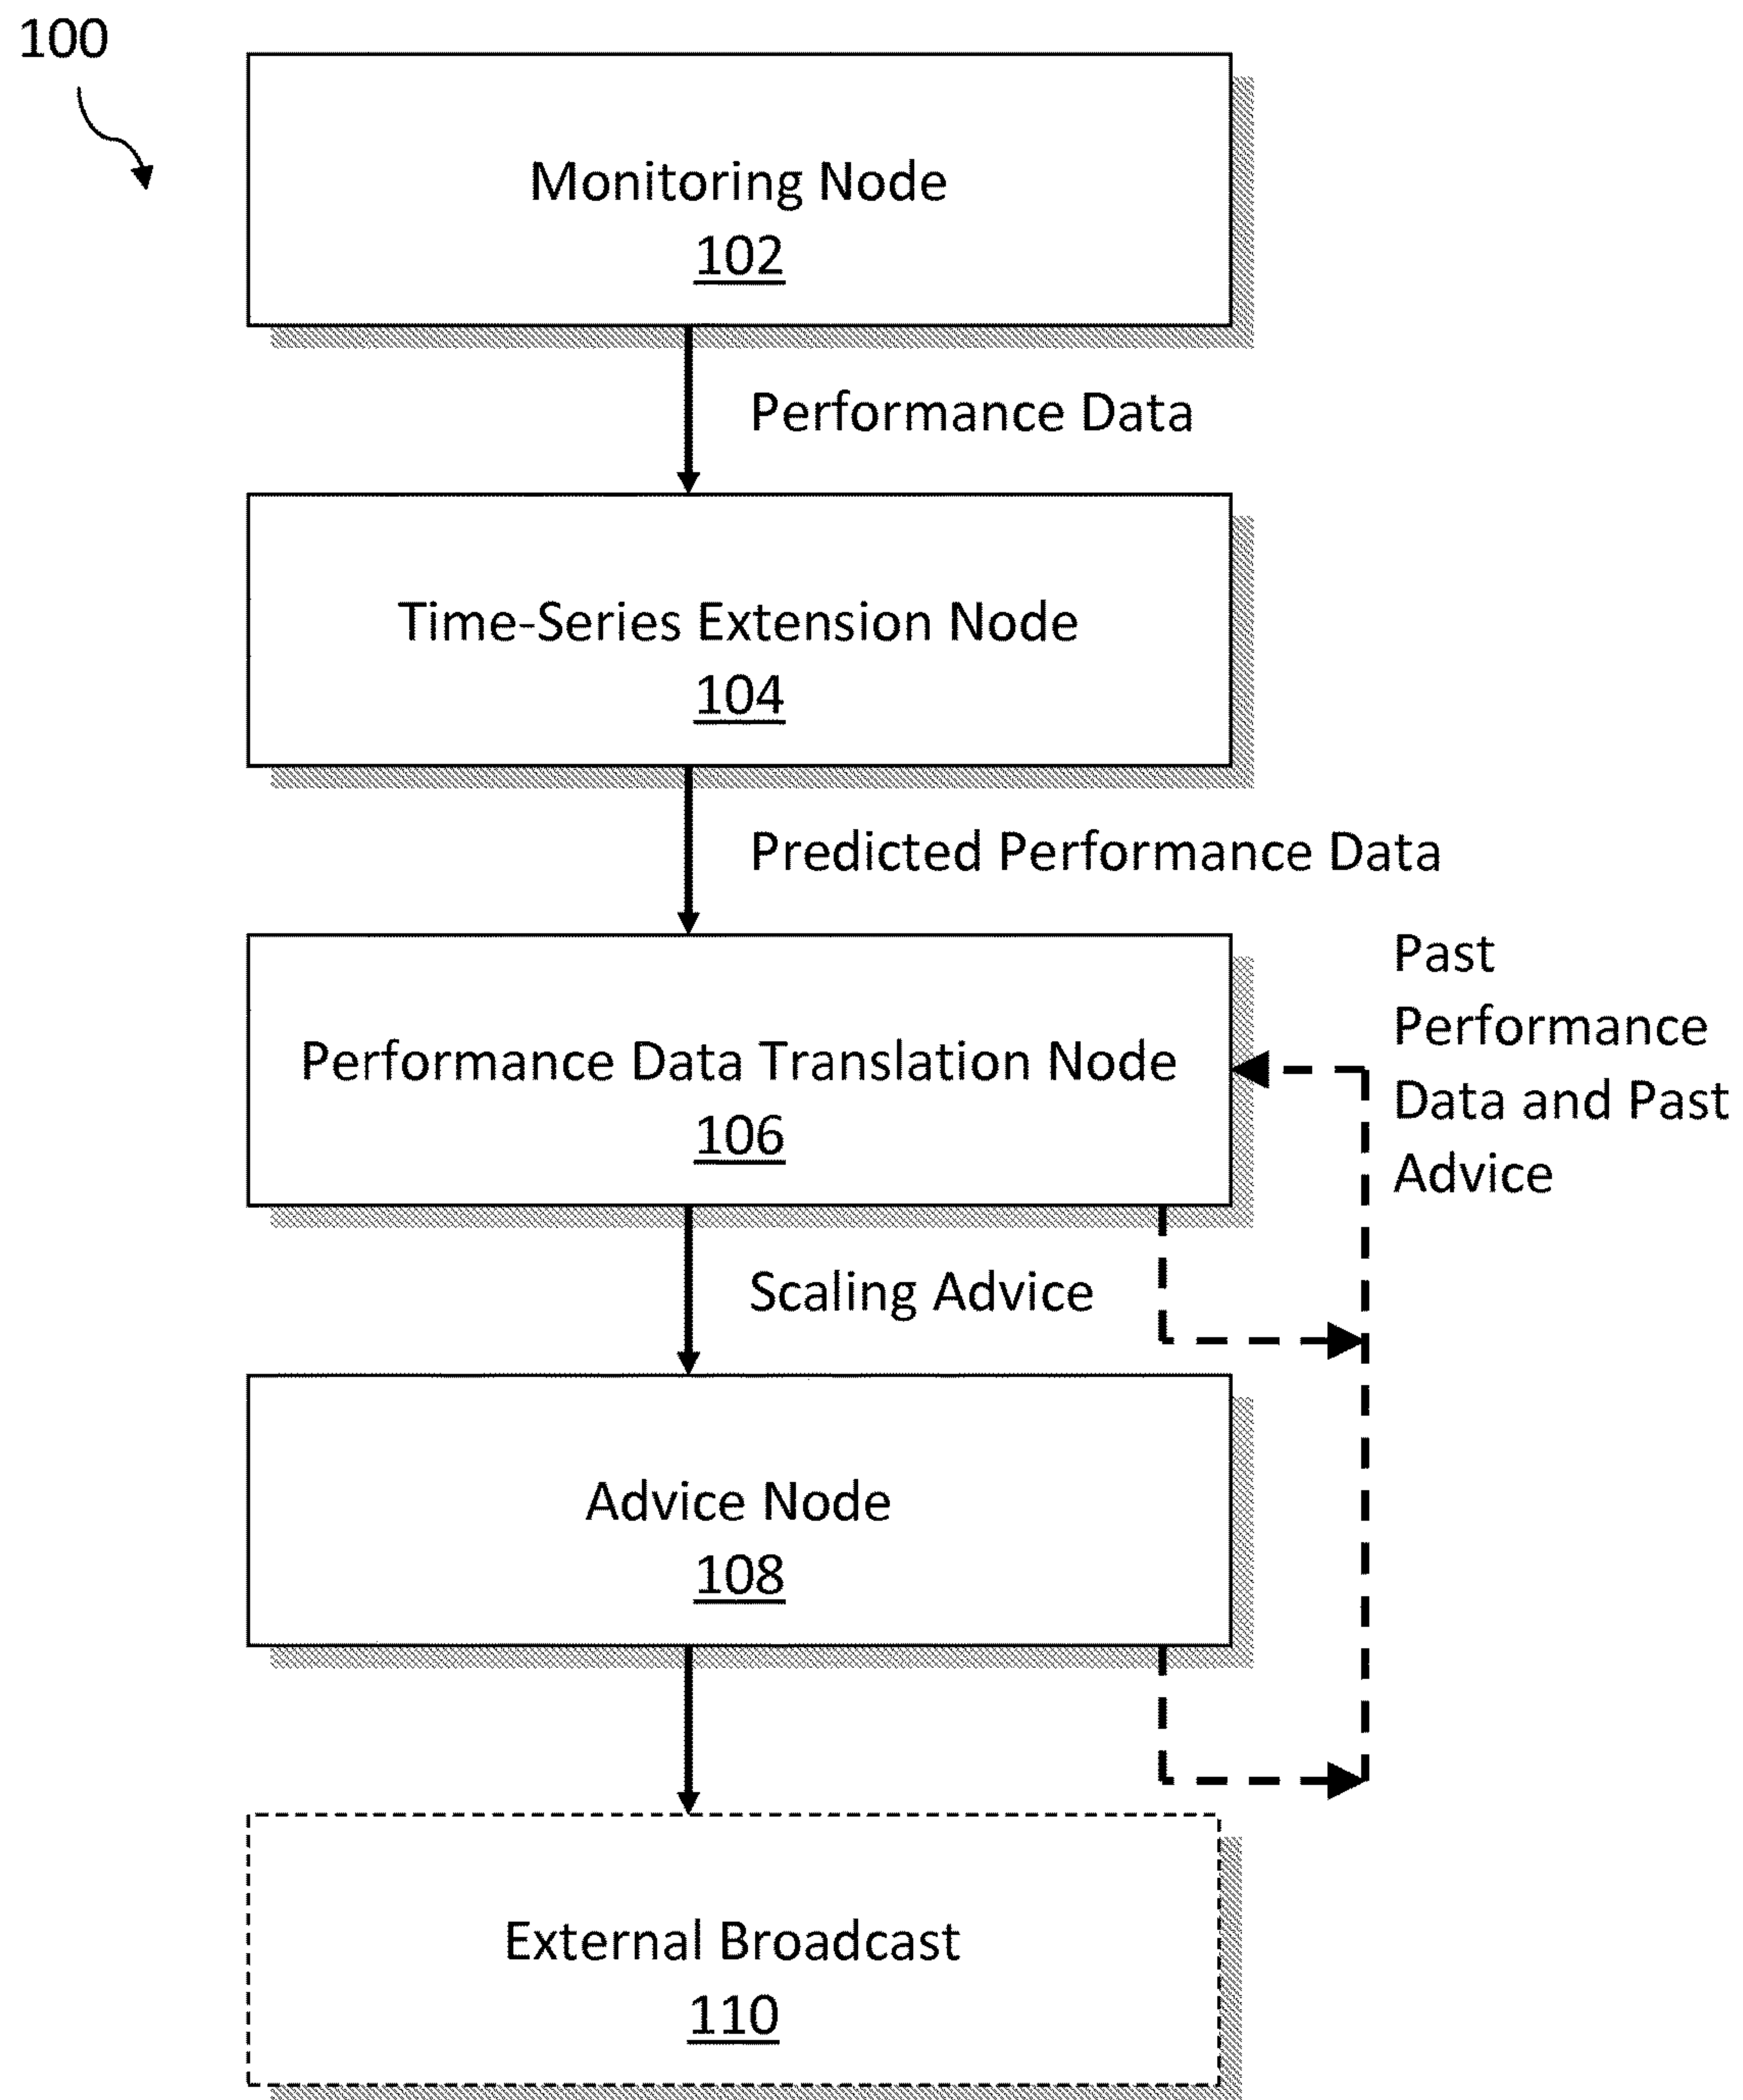 100
Monitoring Node
102
Performance Data
Time-Series Extension Node
104
Predicted Performance Data
Past
Performance
Data and Past
Advice
Performance Data Translation Node
106
Scaling Advice
Advice Node
108
External Broadcast
110